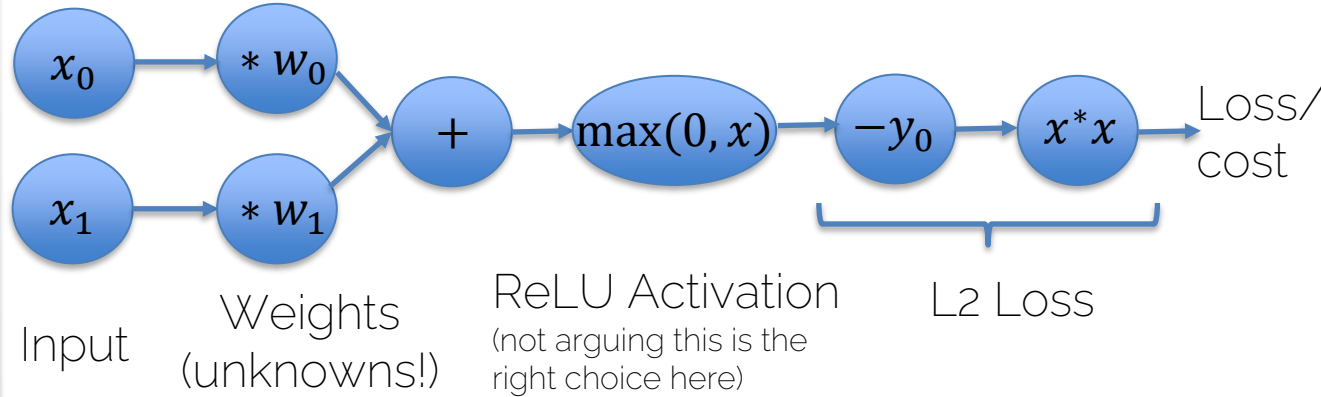 x₀
* w₀
x₁
* w₁
+
max(0, x)
−y₀
x*x
Loss/
cost
Input
Weights
(unknowns!)
ReLU Activation
(not arguing this is the
right choice here)
L2 Loss